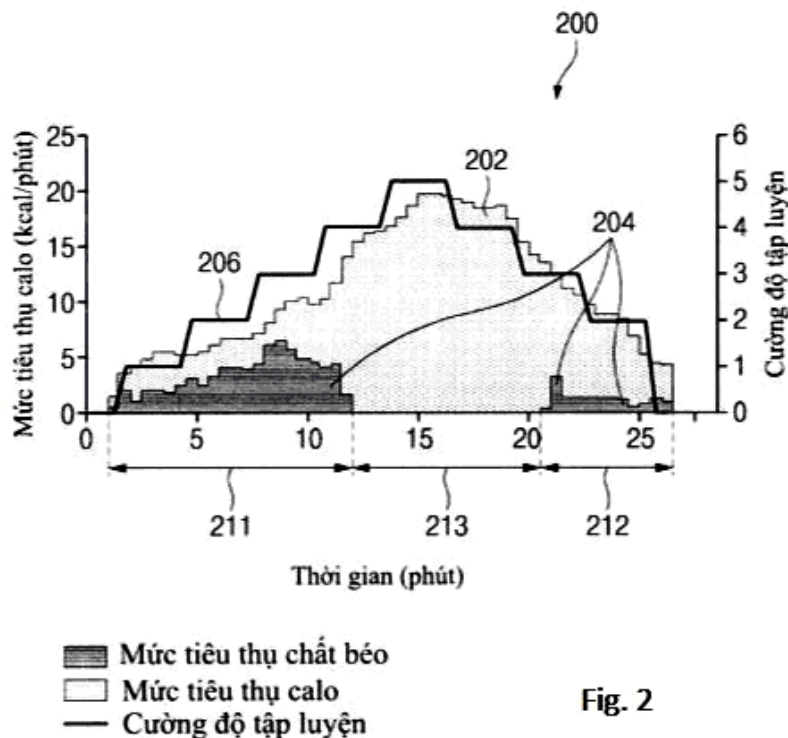 200
25
20
15
10
5
0
Mức tiêu thụ calo (kcal/phút)
206
202
204
6
5
4
3
2
1
0
Cường độ tập luyện
0 5 10 15 20 25
211 213 212
Thời gian (phút)
Mức tiêu thụ chất béo
Mức tiêu thụ calo
Cường độ tập luyện
Fig. 2